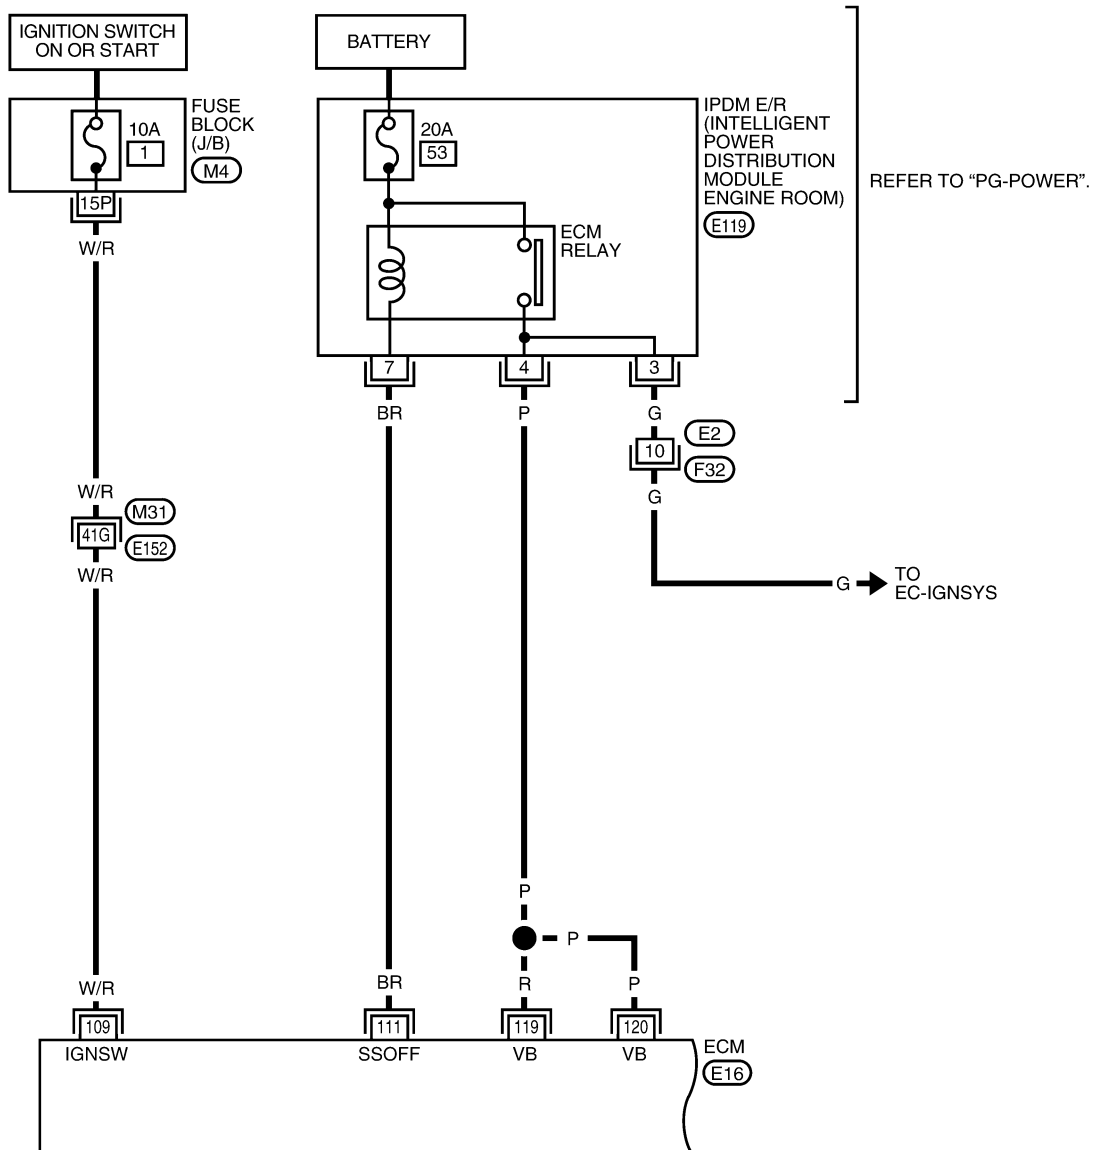 IGNITION SWITCH
ON OR START
BATTERY
FUSE
BLOCK
(J/B)
M4
10A
1
15P
W/R
20A
53
IPDM E/R
(INTELLIGENT
POWER
DISTRIBUTION
MODULE
ENGINE ROOM)
E119
REFER TO “PG-POWER”.
ECM
RELAY
7
4
3
BR
P
G
10
E2
F32
G
W/R
M31
41G
E152
W/R
G
TO
EC-IGNSYS
P
P
W/R
BR
R
P
109
111
119
120
IGNSW
SSOFF
VB
VB
ECM
E16